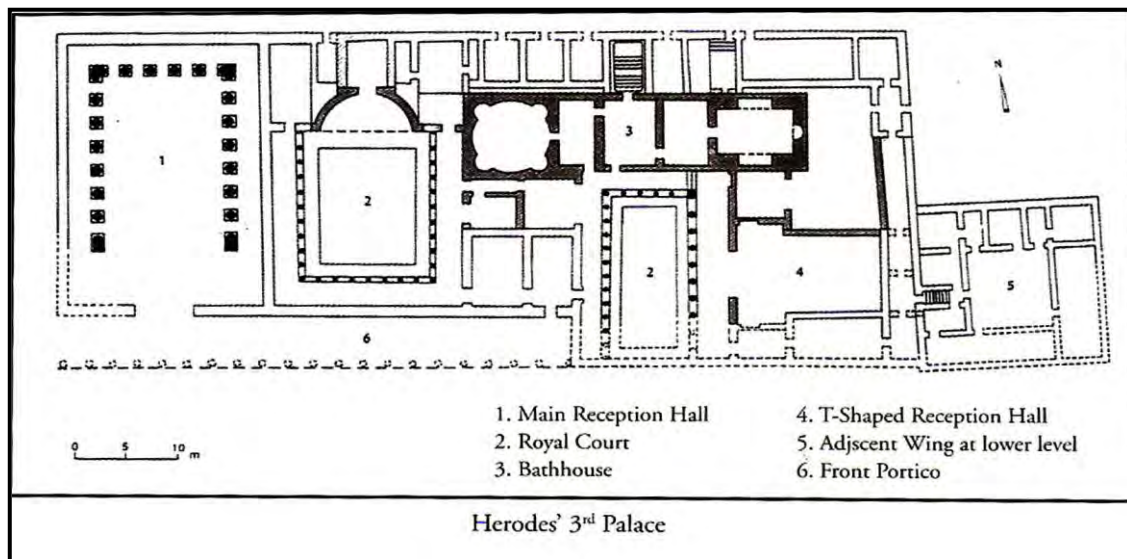 N
1
2
3
2
4
5
6
0 5 10 m
1. Main Reception Hall
2. Royal Court
3. Bathhouse
4. T-Shaped Reception Hall
5. Adjscent Wing at lower level
6. Front Portico
Herodes' 3rd Palace